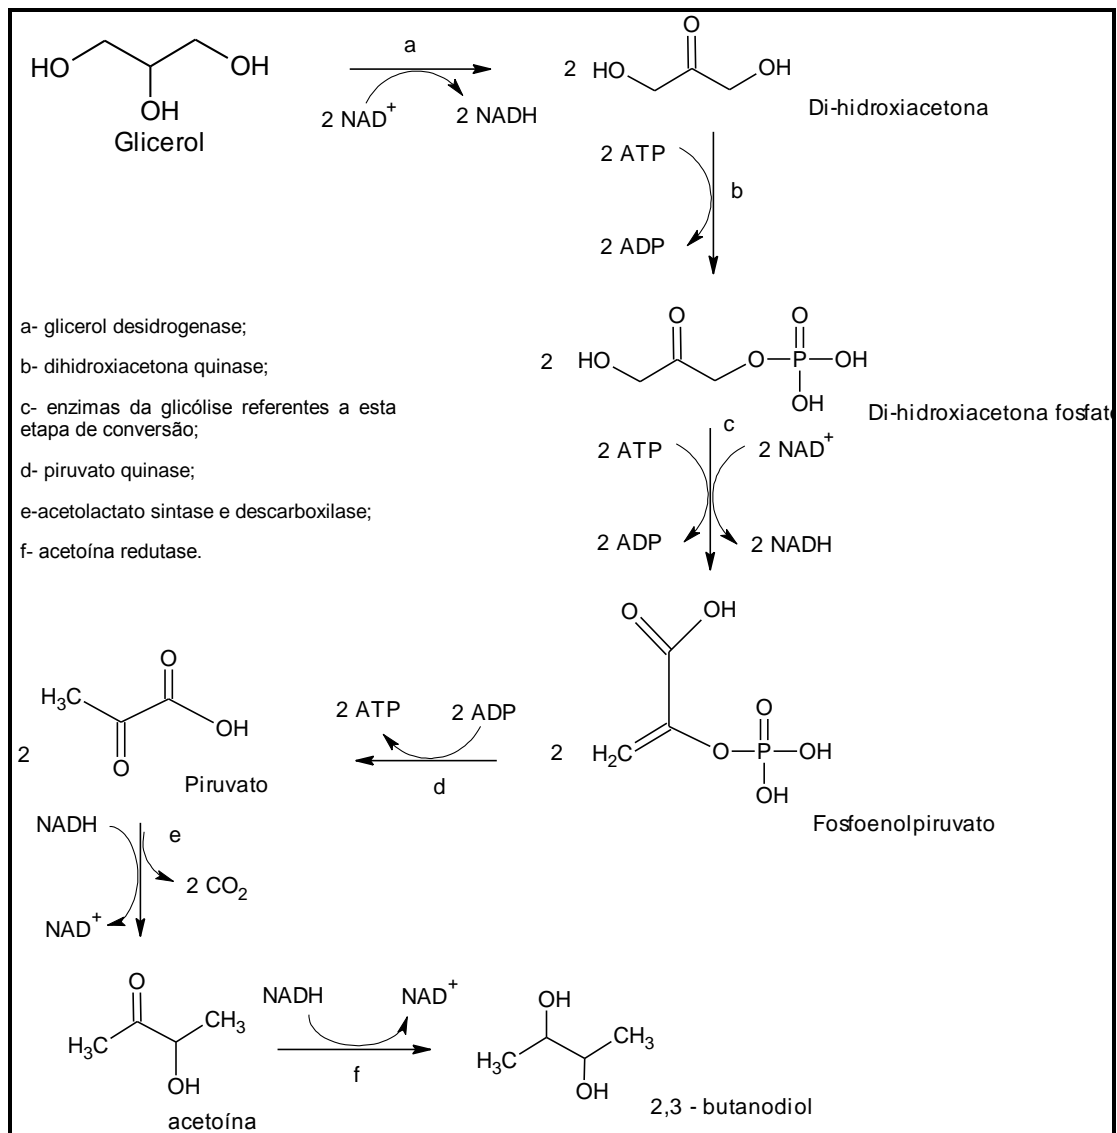 HO
OH
OH
Glicerol
a
2 NAD+
2 NADH
2
O
HO
OH
Di-hidroxiacetona
2 ATP
b
2 ADP
a- glicerol desidrogenase;
b- dihidroxiacetona quinase;
c- enzimas da glicólise referentes a esta
etapa de conversão;
d- piruvato quinase;
e-acetolactato sintase e descarboxilase;
f- acetoína redutase.
2
HO
O
O
P
O
OH
OH
Di-hidroxiacetona fosfato
c
2 ATP
2 NAD+
2 ADP
2 NADH
O
OH
2
H2C
O
P
O
OH
OH
Fosfoenolpiruvato
2 ATP
2 ADP
d
2
H3C
O
O
OH
Piruvato
NADH
e
2 CO2
NAD+
O
H3C
CH3
OH
acetoína
NADH
NAD+
f
OH
H3C
CH3
OH
2,3 - butanodiol